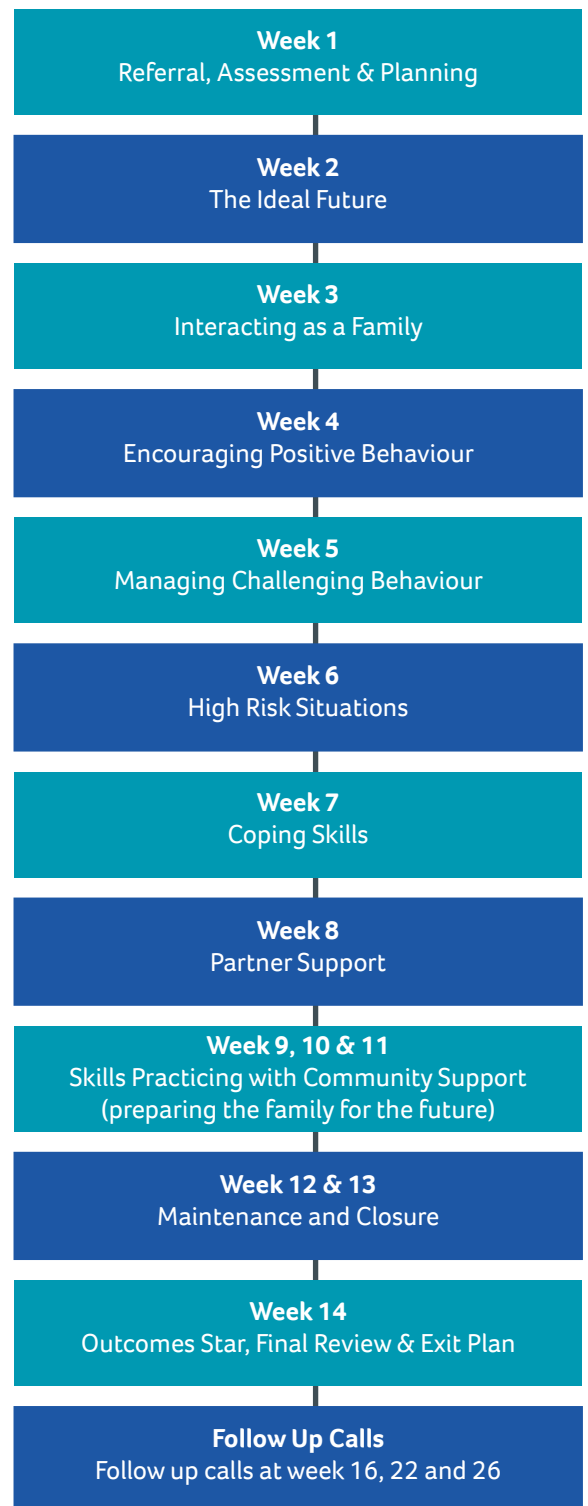 Week 1
Referral, Assessment & Planning
Week 2
The Ideal Future
Week 3
Interacting as a Family
Week 4
Encouraging Positive Behaviour
Week 5
Managing Challenging Behaviour
Week 6
High Risk Situations
Week 7
Coping Skills
Week 8
Partner Support
Week 9, 10 & 11
Skills Practicing with Community Support
(preparing the family for the future)
Week 12 & 13
Maintenance and Closure
Week 14
Outcomes Star, Final Review & Exit Plan
Follow Up Calls
Follow up calls at week 16, 22 and 26